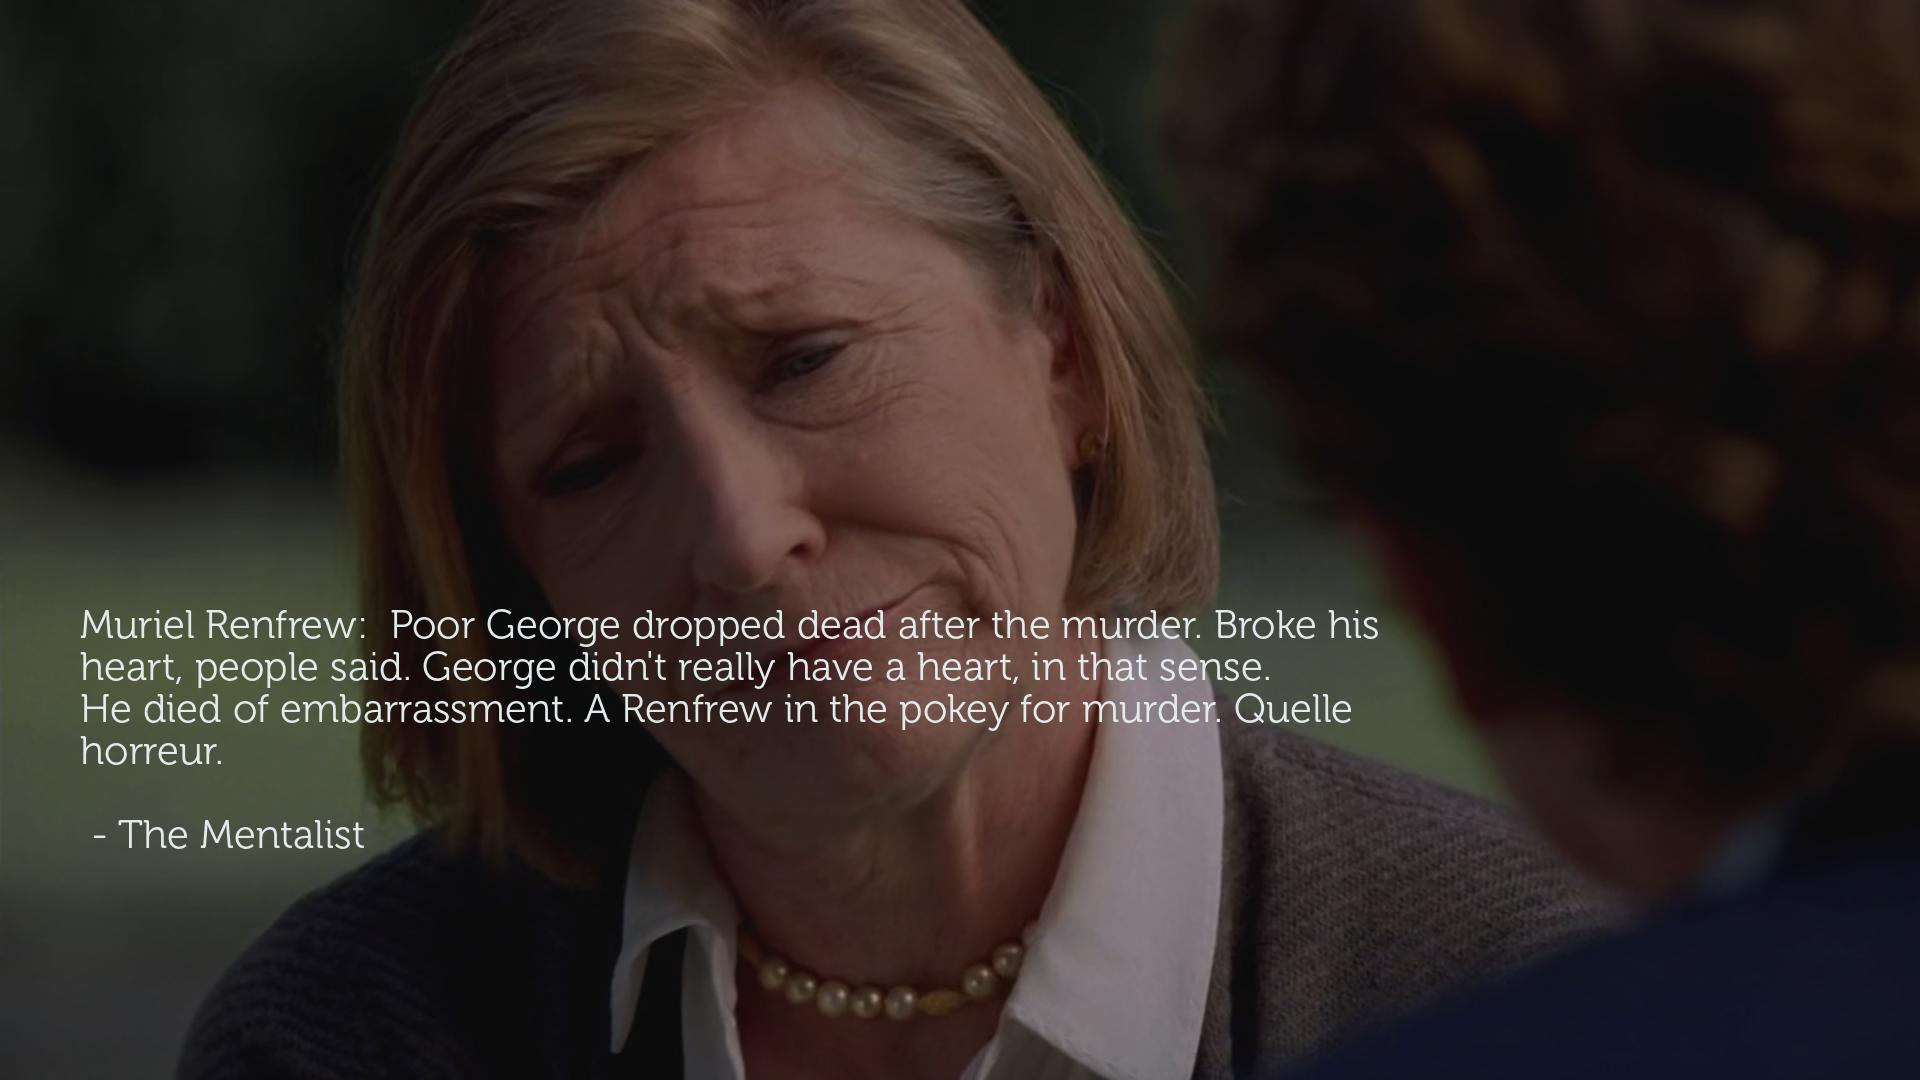 Muriel Renfrew:  Poor George dropped dead after the murder. Broke his
heart, people said. George didn't really have a heart, in that sense.
He died of embarrassment. A Renfrew in the pokey for murder. Quelle
horreur.
- The Mentalist